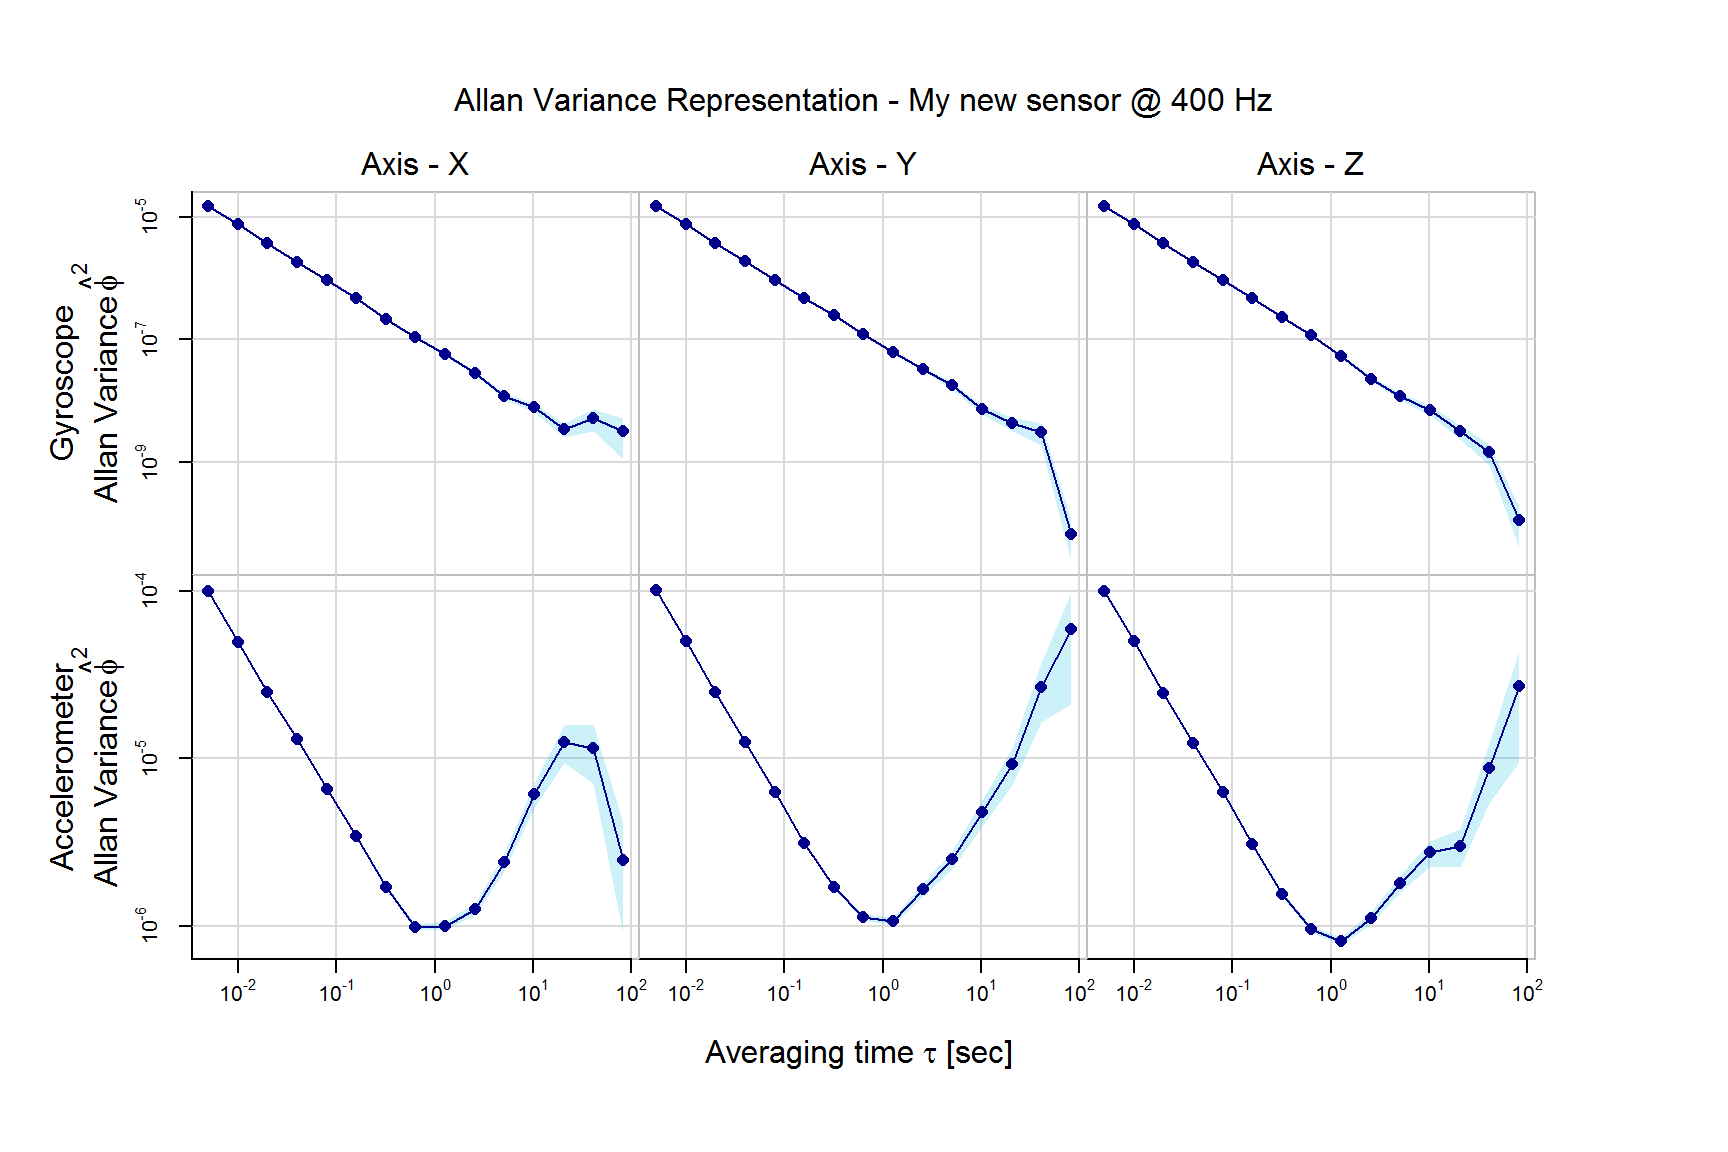 Allan Variance Representation - My new sensor @ 400 Hz
Axis - X
Axis - Y
Axis - Z
Gyroscope
Allan Variance ϕ̂²
10⁻⁵
10⁻⁷
10⁻⁹
Accelerometer
Allan Variance ϕ̂²
10⁻⁴
10⁻⁵
10⁻⁶
10⁻² 10⁻¹ 10⁰ 10¹ 10² 10⁻² 10⁻¹ 10⁰ 10¹ 10² 10⁻² 10⁻¹ 10⁰ 10¹ 10²
Averaging time τ [sec]